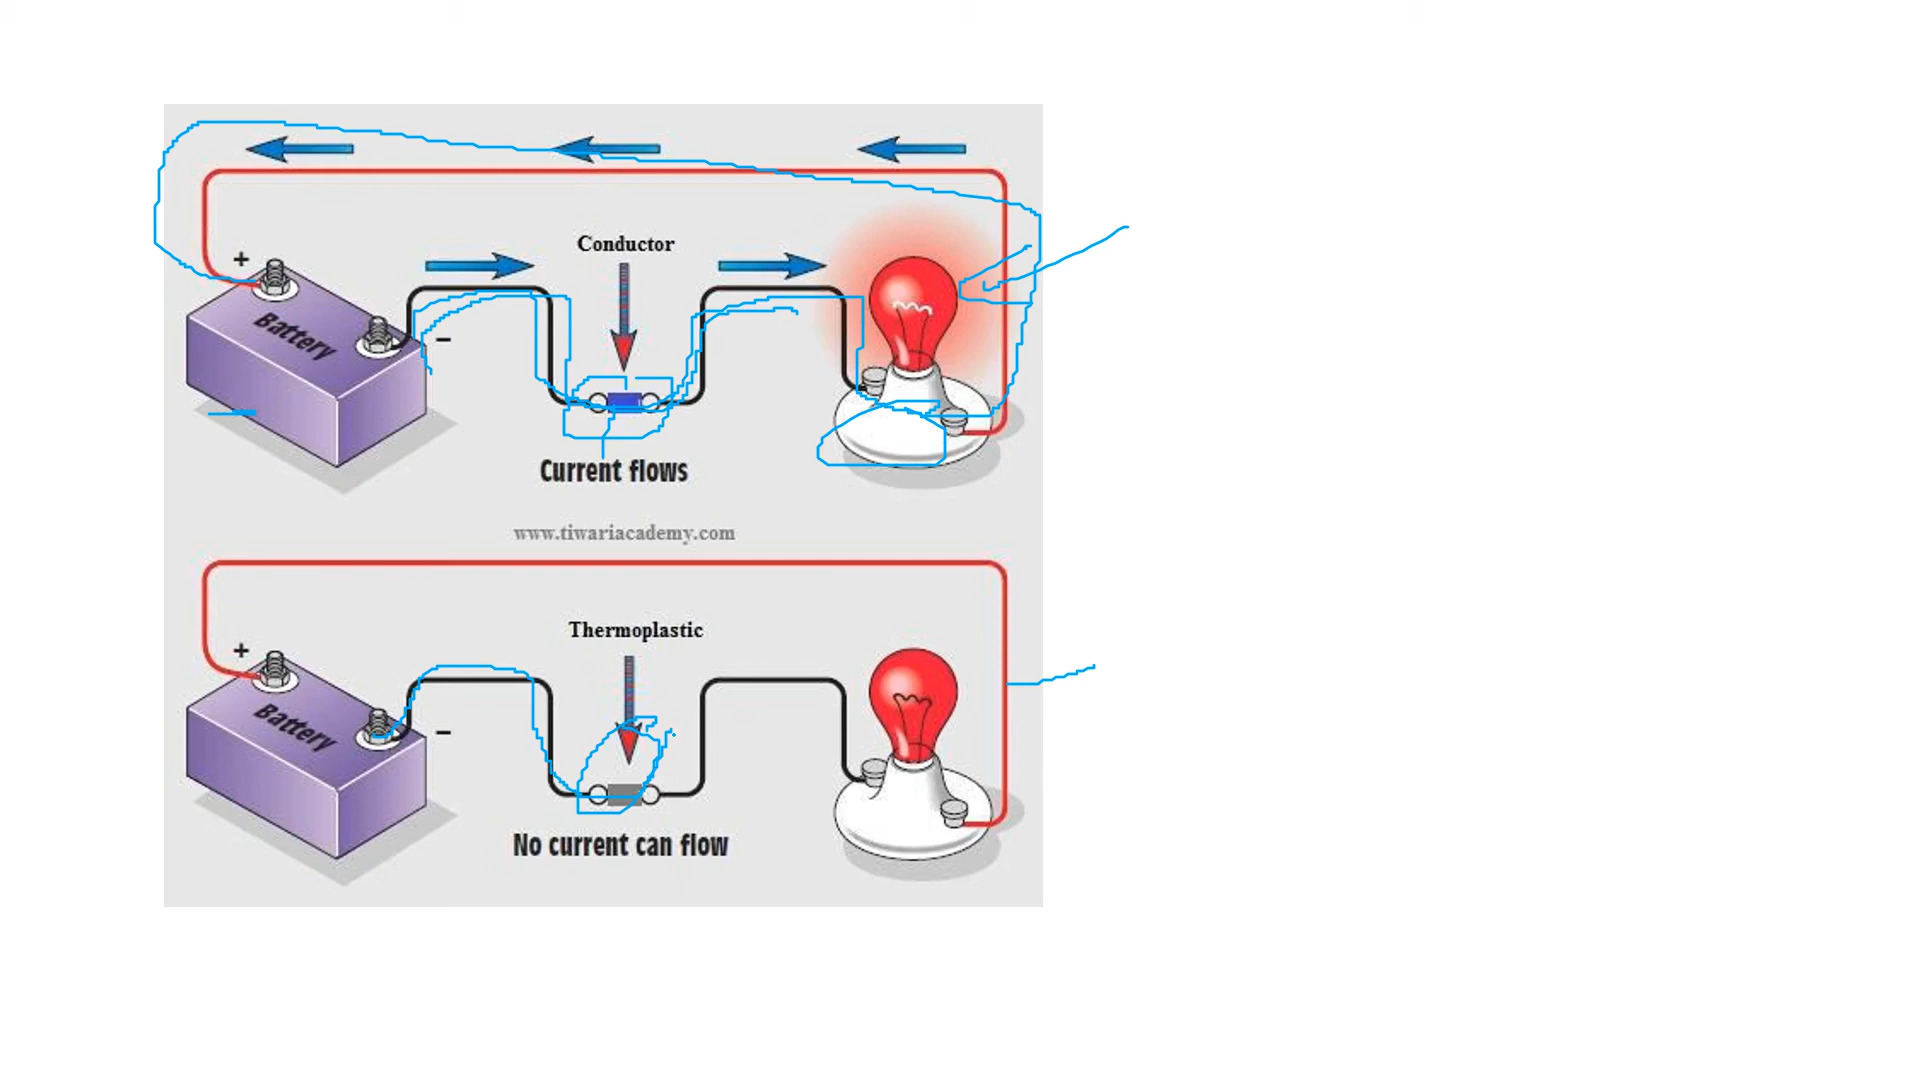 +
Conductor
Battery
−
Current flows
www.tiwariacademy.com
Thermoplastic
+
Battery
−
No current can flow